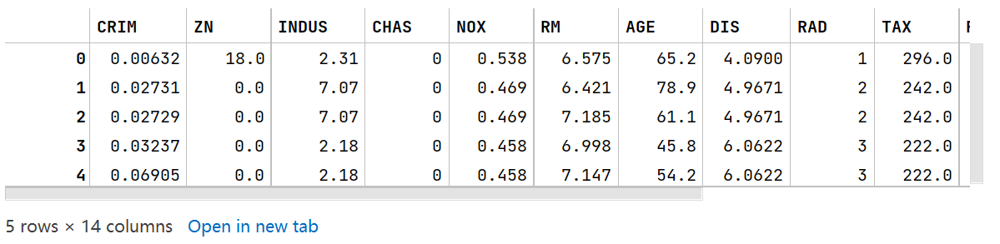 CRIM ZN INDUS CHAS NOX RM AGE DIS RAD TAX
0 0.00632 18.0 2.31 0 0.538 6.575 65.2 4.0900 1 296.0
1 0.02731 0.0 7.07 0 0.469 6.421 78.9 4.9671 2 242.0
2 0.02729 0.0 7.07 0 0.469 7.185 61.1 4.9671 2 242.0
3 0.03237 0.0 2.18 0 0.458 6.998 45.8 6.0622 3 222.0
4 0.06905 0.0 2.18 0 0.458 7.147 54.2 6.0622 3 222.0
5 rows × 14 columns Open in new tab